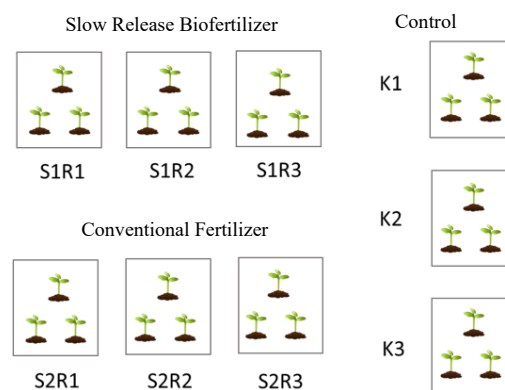 Slow Release Biofertilizer
Control
K1
S1R1 S1R2 S1R3
K2
Conventional Fertilizer
K3
S2R1 S2R2 S2R3